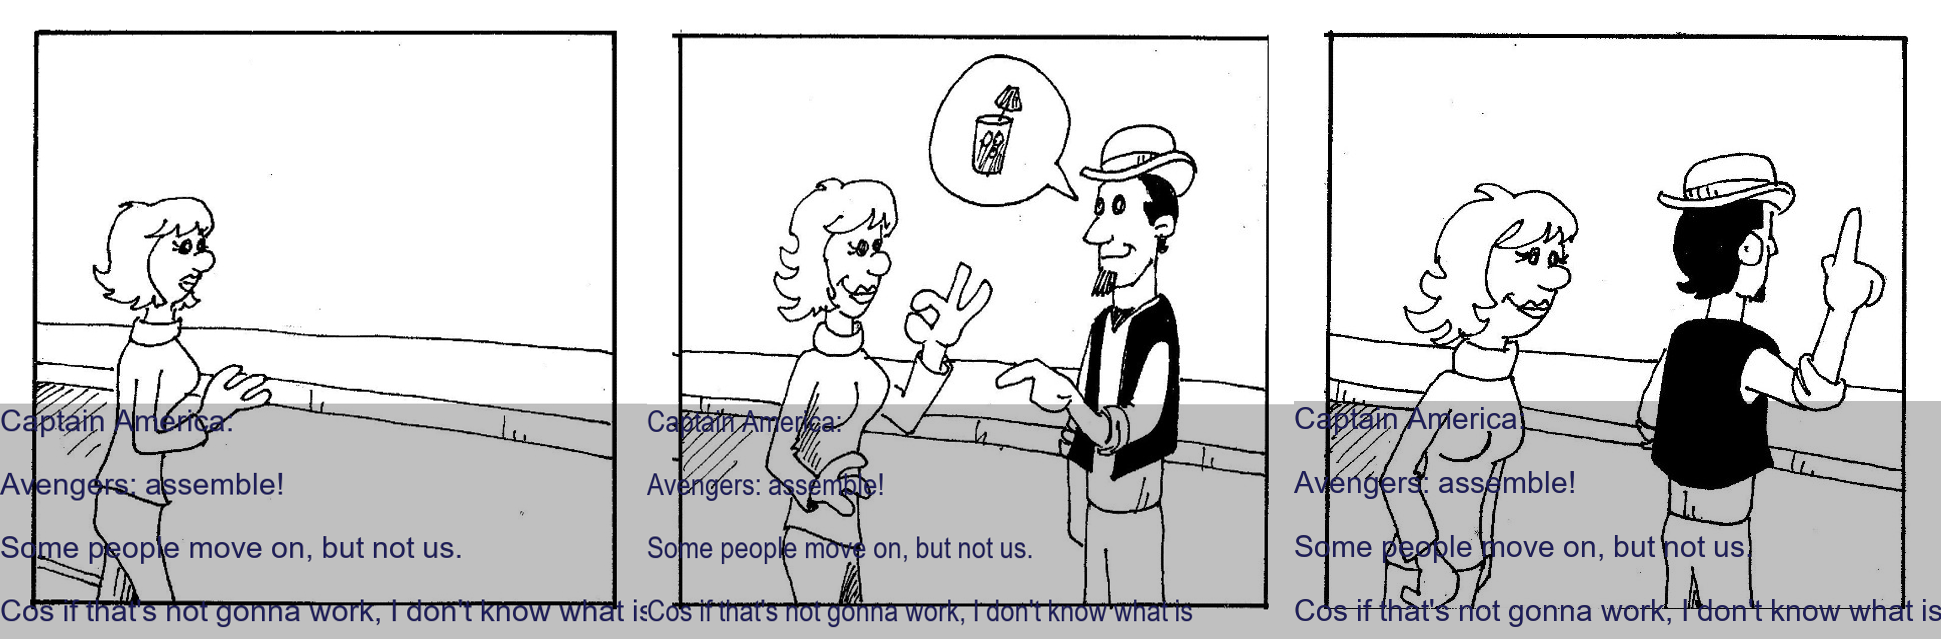 Captain America:
Avengers: assemble!
Some people move on, but not us.
Cos if that's not gonna work, I don't know what is
Captain America:
Avengers: assemble!
Some people move on, but not us.
Cos if that's not gonna work, I don't know what is
Captain America:
Avengers: assemble!
Some people move on, but not us.
Cos if that's not gonna work, I don't know what is